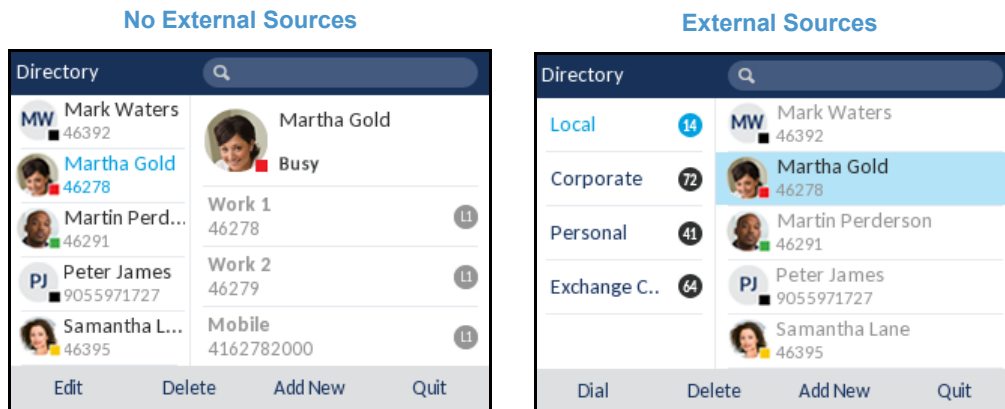 No External Sources
Directory
MW
Mark Waters
46392
Martha Gold
46278
Martin Perd...
46291
PJ
Peter James
9055971727
Samantha L...
46395
Martha Gold
Busy
Work 1
46278
L1
Work 2
46279
L1
Mobile
4162782000
L1
Edit Delete Add New Quit
External Sources
Directory
Local 14
Corporate 72
Personal 41
Exchange C.. 64
MW
Mark Waters
46392
Martha Gold
46278
Martin Perderson
46291
PJ
Peter James
9055971727
Samantha Lane
46395
Dial Delete Add New Quit